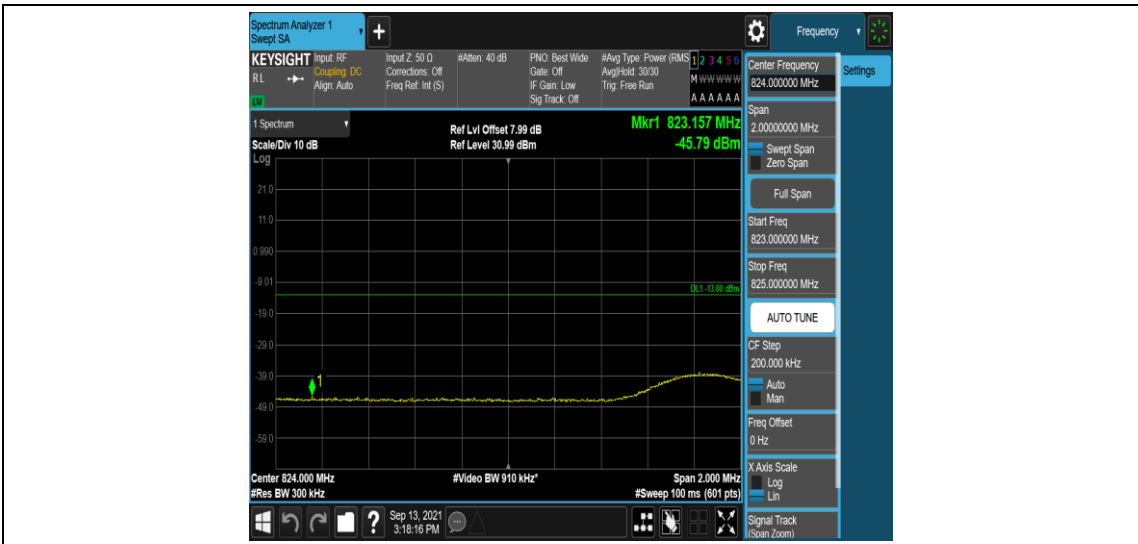 Spectrum Analyzer 1
Swept SA
+
Frequency
KEYSIGHT
RL
LXI
Input: RF
Coupling: DC
Align: Auto
Input Z: 50 Ω
Corrections: Off
Freq Ref: Int (S)
#Atten: 40 dB
PNO: Best Wide
Gate: Off
IF Gain: Low
Sig Track: Off
#Avg Type: Power (RMS
Avg|Hold: 30/30
Trig: Free Run
1 2 3 4 5 6
M W W W W W
A A A A A A
1 Spectrum
Scale/Div 10 dB
Log
Ref Lvl Offset 7.99 dB
Ref Level 30.99 dBm
Mkr1 823.157 MHz
-45.79 dBm
21.0
11.0
0.990
-9.01
DL1 -13.00 dBm
-19.0
-29.0
-39.0
1
-49.0
-59.0
Center 824.000 MHz
#Res BW 300 kHz
#Video BW 910 kHz*
Span 2.000 MHz
#Sweep 100 ms (601 pts)
?
Sep 13, 2021
3:18:16 PM
Center Frequency
824.000000 MHz
Settings
Span
2.00000000 MHz
Swept Span
Zero Span
Full Span
Start Freq
823.000000 MHz
Stop Freq
825.000000 MHz
AUTO TUNE
CF Step
200.000 kHz
Auto
Man
Freq Offset
0 Hz
X Axis Scale
Log
Lin
Signal Track
(Span Zoom)